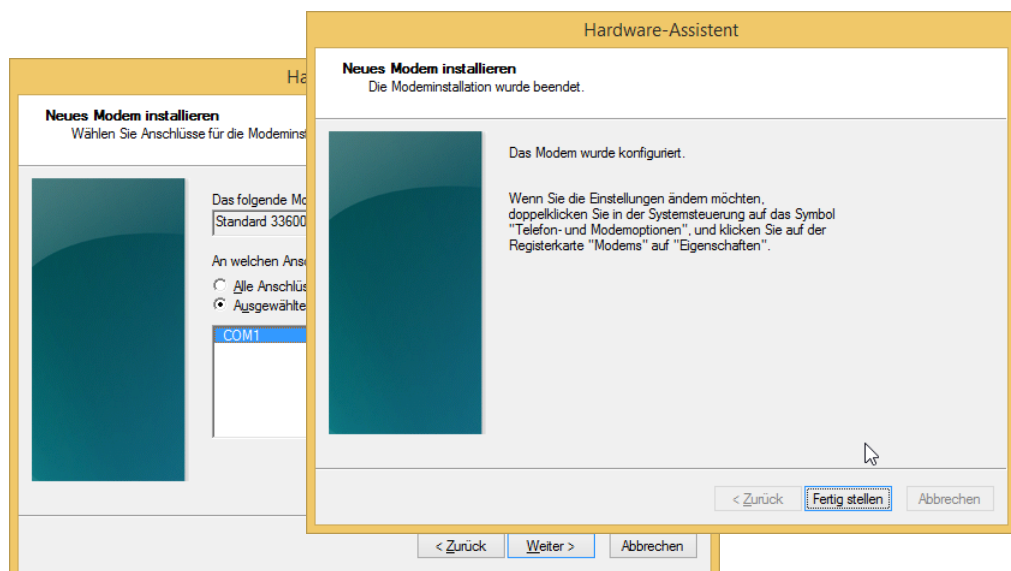 Hardware-Assistent
Neues Modem installieren
Die Modeminstallation wurde beendet.
Das Modem wurde konfiguriert.
Wenn Sie die Einstellungen ändern möchten,
doppelklicken Sie in der Systemsteuerung auf das Symbol
"Telefon- und Modemoptionen", und klicken Sie auf der
Registerkarte "Modems" auf "Eigenschaften".
< Zurück
Fertig stellen
Abbrechen
Ha
Neues Modem installieren
Wählen Sie Anschlüsse für die Modeminst
Das folgende Mo
Standard 33600
An welchen Ans
Alle Anschlüs
Ausgewählte
COM1
< Zurück
Weiter >
Abbrechen